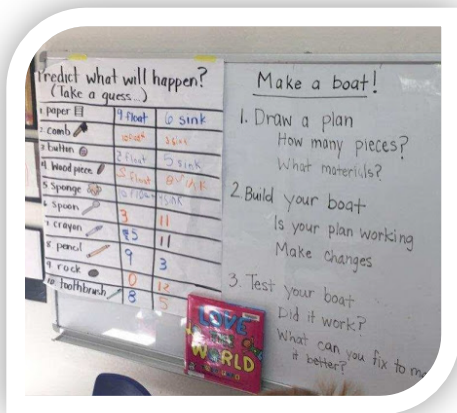 Predict what will happen?
(Take a guess...)
1 paper 9 float 6 sink
2 comb
3 button 2 float 5 sink
4 Wood piece 5 float
5 Sponge
6 Spoon 3 11
7 crayon 11
8 pencil 9 3
9 rock 0 12
10 toothbrush 8 5
LOVE
THE
WORLD
Make a boat!
1. Draw a plan
How many pieces?
What materials?
2 Build your boat
Is your plan working
Make changes
3. Test your boat
Did it work?
What can you fix to
it better?